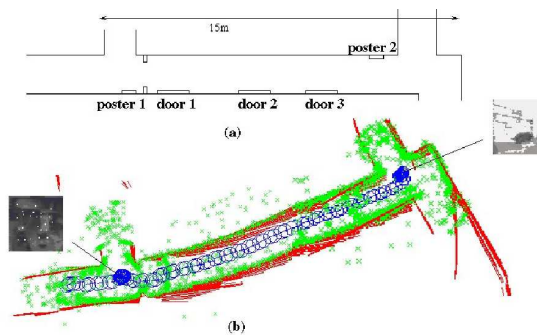 15m
poster 2
poster 1 door 1 door 2 door 3
(a)
(b)